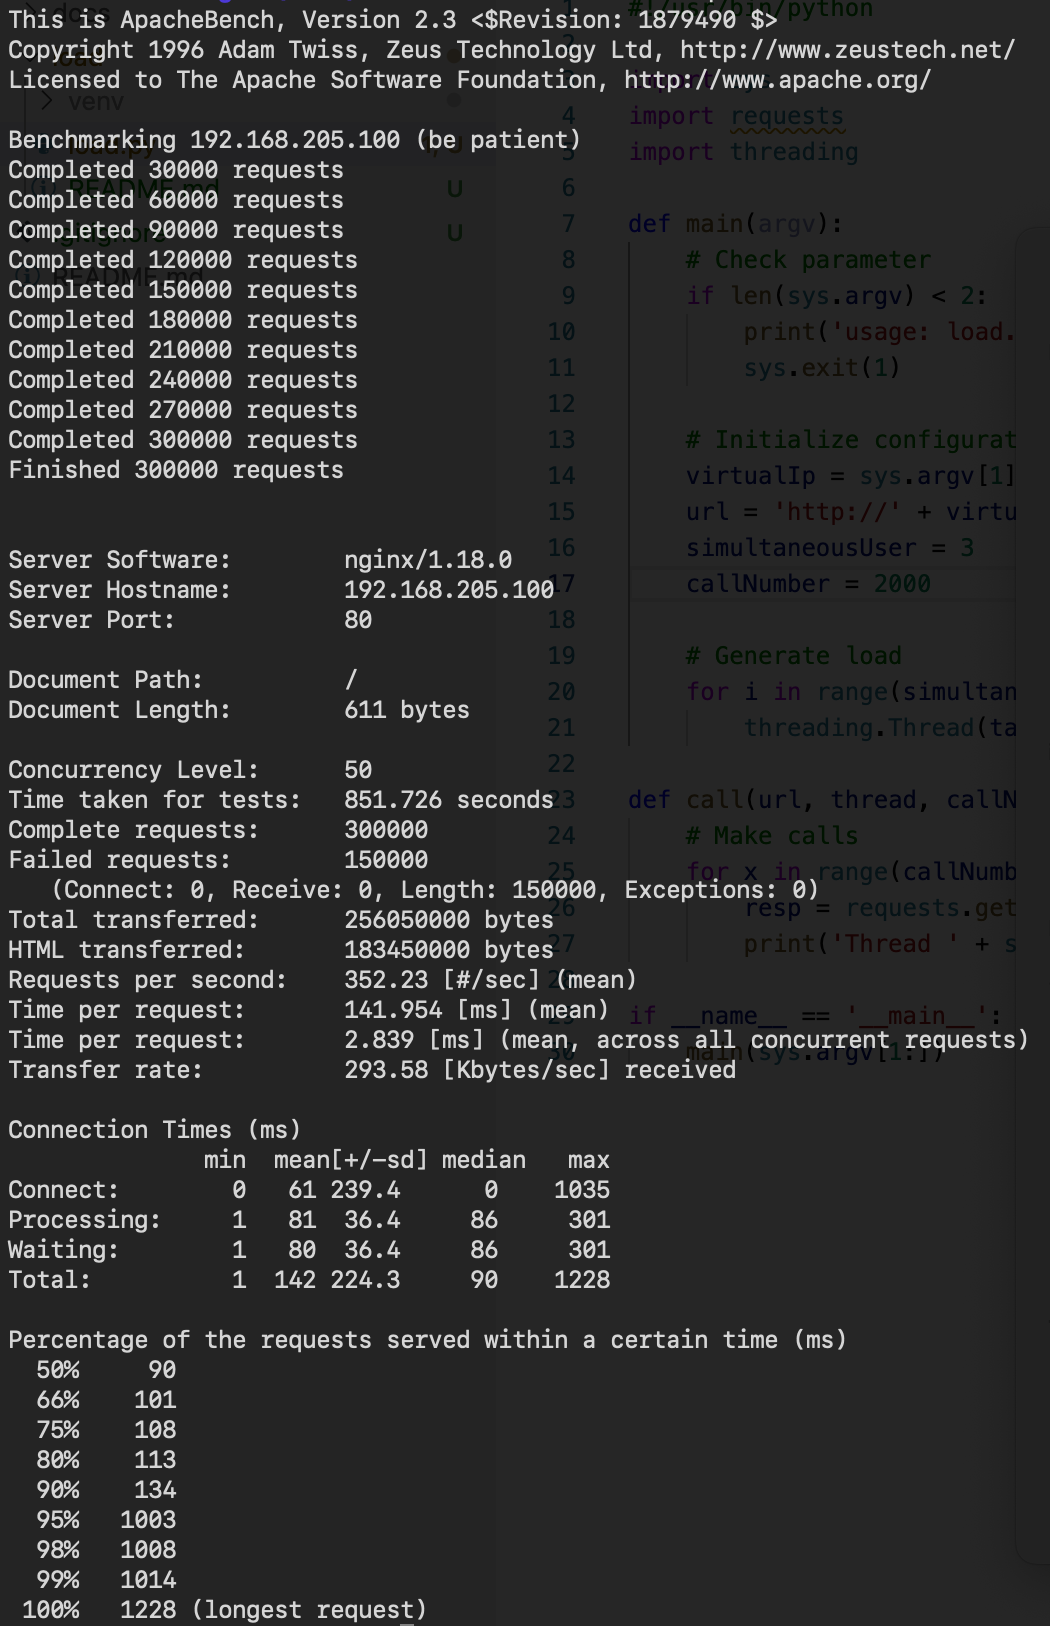 This is ApacheBench, Version 2.3 <$Revision: 1879490 $>
Copyright 1996 Adam Twiss, Zeus Technology Ltd, http://www.zeustech.net/
Licensed to The Apache Software Foundation, http://www.apache.org/

Benchmarking 192.168.205.100 (be patient)
Completed 30000 requests
Completed 60000 requests
Completed 90000 requests
Completed 120000 requests
Completed 150000 requests
Completed 180000 requests
Completed 210000 requests
Completed 240000 requests
Completed 270000 requests
Completed 300000 requests
Finished 300000 requests

Server Software:        nginx/1.18.0
Server Hostname:        192.168.205.100
Server Port:            80

Document Path:          /
Document Length:        611 bytes

Concurrency Level:      50
Time taken for tests:   851.726 seconds
Complete requests:      300000
Failed requests:        150000
   (Connect: 0, Receive: 0, Length: 150000, Exceptions: 0)
Total transferred:      256050000 bytes
HTML transferred:       183450000 bytes
Requests per second:    352.23 [#/sec] (mean)
Time per request:       141.954 [ms] (mean)
Time per request:       2.839 [ms] (mean, across all concurrent requests)
Transfer rate:          293.58 [Kbytes/sec] received

Connection Times (ms)
              min   mean[+/-sd] median   max
Connect:        0   61 239.4      0    1035
Processing:     1   81  36.4     86     301
Waiting:        1   80  36.4     86     301
Total:          1  142 224.3     90    1228

Percentage of the requests served within a certain time (ms)
  50%     90
  66%    101
  75%    108
  80%    113
  90%    134
  95%   1003
  98%   1008
  99%   1014
 100%   1228 (longest request)
docs
venv
README.md
U
.gitignore
U
README.md
1 #!/usr/bin/python
4 import requests
5 import threading
6
7 def main(argv):
8     # Check parameter
9     if len(sys.argv) < 2:
10         print('usage: load.
11         sys.exit(1)
12
13     # Initialize configurat
14     virtualIp = sys.argv[1]
15     url = 'http://' + virtu
16     simultaneousUser = 3
17     callNumber = 2000
18
19     # Generate load
20     for i in range(simultan
21         threading.Thread(ta
22
23 def call(url, thread, callN
24     # Make calls
25     for x in range(callNumb
26         resp = requests.get
27         print('Thread ' + s
28
29 if __name__ == '__main__':
30     main(sys.argv[1:])